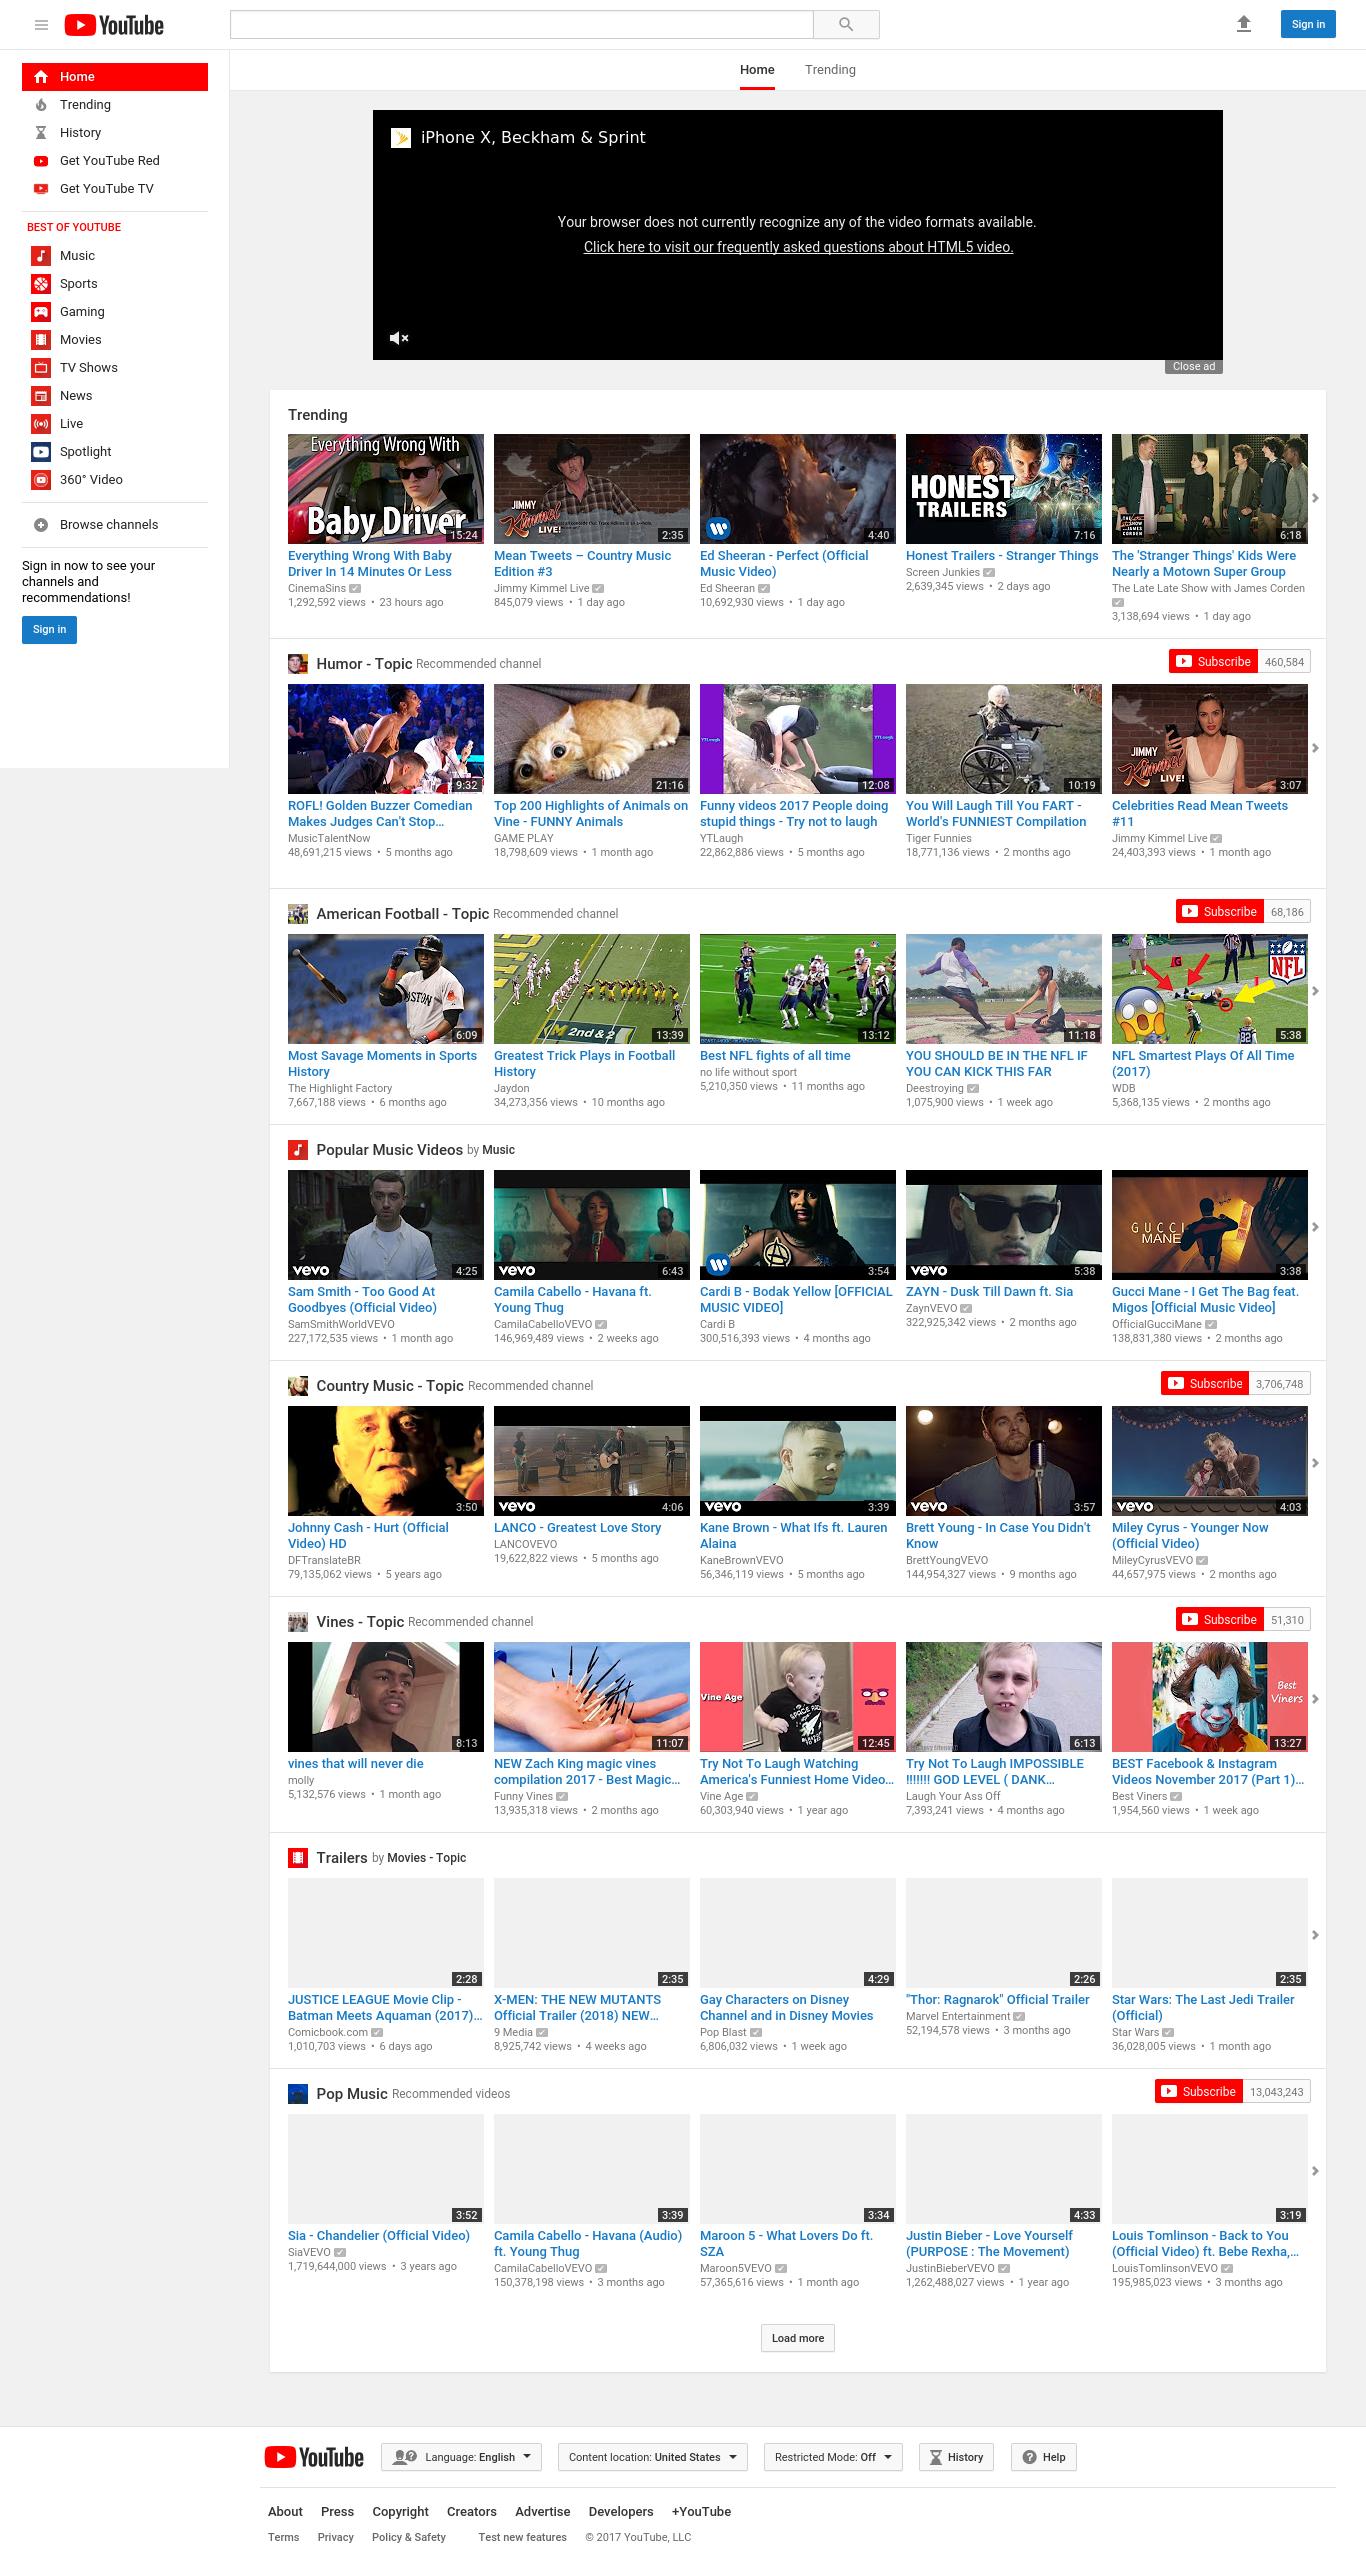 YouTube
Sign in
Home
Trending
History
Get YouTube Red
Get YouTube TV
BEST OF YOUTUBE
Music
Sports
Gaming
Movies
TV Shows
News
Live
Spotlight
360° Video
Browse channels
Sign in now to see your
channels and
recommendations!
Sign in
Home Trending
iPhone X, Beckham & Sprint
Your browser does not currently recognize any of the video formats available.
Click here to visit our frequently asked questions about HTML5 video.
Close ad
Trending
Everything Wrong With
Baby Driver
15:24
Everything Wrong With Baby
Driver In 14 Minutes Or Less
CinemaSins
1,292,592 views • 23 hours ago
JIMMY
Kimmel
LIVE!
2:35
Mean Tweets – Country Music
Edition #3
Jimmy Kimmel Live
845,079 views • 1 day ago
4:40
Ed Sheeran - Perfect (Official
Music Video)
Ed Sheeran
10,692,930 views • 1 day ago
HONEST
TRAILERS
7:16
Honest Trailers - Stranger Things
Screen Junkies
2,639,345 views • 2 days ago
6:18
The 'Stranger Things' Kids Were
Nearly a Motown Super Group
The Late Late Show with James Corden
3,138,694 views • 1 day ago
Humor - Topic Recommended channel
Subscribe 460,584
9:32
ROFL! Golden Buzzer Comedian
Makes Judges Can't Stop...
MusicTalentNow
48,691,215 views • 5 months ago
21:16
Top 200 Highlights of Animals on
Vine - FUNNY Animals
GAME PLAY
18,798,609 views • 1 month ago
YTLaugh
YTLaugh
12:08
Funny videos 2017 People doing
stupid things - Try not to laugh
YTLaugh
22,862,886 views • 5 months ago
10:19
You Will Laugh Till You FART -
World's FUNNIEST Compilation
Tiger Funnies
18,771,136 views • 2 months ago
JIMMY
Kimmel
LIVE!
3:07
Celebrities Read Mean Tweets
#11
Jimmy Kimmel Live
24,403,393 views • 1 month ago
American Football - Topic Recommended channel
Subscribe 68,186
BOSTON
6:09
Most Savage Moments in Sports
History
The Highlight Factory
7,667,188 views • 6 months ago
M 2nd & 2
13:39
Greatest Trick Plays in Football
History
Jaydon
34,273,356 views • 10 months ago
13:12
Best NFL fights of all time
no life without sport
5,210,350 views • 11 months ago
11:18
YOU SHOULD BE IN THE NFL IF
YOU CAN KICK THIS FAR
Deestroying
1,075,900 views • 1 week ago
NFL
5:38
NFL Smartest Plays Of All Time
(2017)
WDB
5,368,135 views • 2 months ago
Popular Music Videos by Music
vevo
4:25
Sam Smith - Too Good At
Goodbyes (Official Video)
SamSmithWorldVEVO
227,172,535 views • 1 month ago
vevo
6:43
Camila Cabello - Havana ft.
Young Thug
CamilaCabelloVEVO
146,969,489 views • 2 weeks ago
3:54
Cardi B - Bodak Yellow [OFFICIAL
MUSIC VIDEO]
Cardi B
300,516,393 views • 4 months ago
vevo
5:38
ZAYN - Dusk Till Dawn ft. Sia
ZaynVEVO
322,925,342 views • 2 months ago
GUCCI
MANE
3:38
Gucci Mane - I Get The Bag feat.
Migos [Official Music Video]
OfficialGucciMane
138,831,380 views • 2 months ago
Country Music - Topic Recommended channel
Subscribe 3,706,748
3:50
Johnny Cash - Hurt (Official
Video) HD
DFTranslateBR
79,135,062 views • 5 years ago
vevo
4:06
LANCO - Greatest Love Story
LANCOVEVO
19,622,822 views • 5 months ago
vevo
3:39
Kane Brown - What Ifs ft. Lauren
Alaina
KaneBrownVEVO
56,346,119 views • 5 months ago
vevo
3:57
Brett Young - In Case You Didn't
Know
BrettYoungVEVO
144,954,327 views • 9 months ago
vevo
4:03
Miley Cyrus - Younger Now
(Official Video)
MileyCyrusVEVO
44,657,975 views • 2 months ago
Vines - Topic Recommended channel
Subscribe 51,310
8:13
vines that will never die
molly
5,132,576 views • 1 month ago
11:07
NEW Zach King magic vines
compilation 2017 - Best Magic...
Funny Vines
13,935,318 views • 2 months ago
Vine Age
12:45
Try Not To Laugh Watching
America's Funniest Home Video...
Vine Age
60,303,940 views • 1 year ago
6:13
Try Not To Laugh IMPOSSIBLE
!!!!!!! GOD LEVEL ( DANK...
Laugh Your Ass Off
7,393,241 views • 4 months ago
Best
Viners
13:27
BEST Facebook & Instagram
Videos November 2017 (Part 1)...
Best Viners
1,954,560 views • 1 week ago
Trailers by Movies - Topic
2:28
JUSTICE LEAGUE Movie Clip -
Batman Meets Aquaman (2017)...
Comicbook.com
1,010,703 views • 6 days ago
2:35
X-MEN: THE NEW MUTANTS
Official Trailer (2018) NEW...
9 Media
8,925,742 views • 4 weeks ago
4:29
Gay Characters on Disney
Channel and in Disney Movies
Pop Blast
6,806,032 views • 1 week ago
2:26
"Thor: Ragnarok" Official Trailer
Marvel Entertainment
52,194,578 views • 3 months ago
2:35
Star Wars: The Last Jedi Trailer
(Official)
Star Wars
36,028,005 views • 1 month ago
Pop Music Recommended videos
Subscribe 13,043,243
3:52
Sia - Chandelier (Official Video)
SiaVEVO
1,719,644,000 views • 3 years ago
3:39
Camila Cabello - Havana (Audio)
ft. Young Thug
CamilaCabelloVEVO
150,378,198 views • 3 months ago
3:34
Maroon 5 - What Lovers Do ft.
SZA
Maroon5VEVO
57,365,616 views • 1 month ago
4:33
Justin Bieber - Love Yourself
(PURPOSE : The Movement)
JustinBieberVEVO
1,262,488,027 views • 1 year ago
3:19
Louis Tomlinson - Back to You
(Official Video) ft. Bebe Rexha,...
LouisTomlinsonVEVO
195,985,023 views • 3 months ago
Load more
YouTube Language: English Content location: United States Restricted Mode: Off History Help
About Press Copyright Creators Advertise Developers +YouTube
Terms Privacy Policy & Safety Test new features © 2017 YouTube, LLC